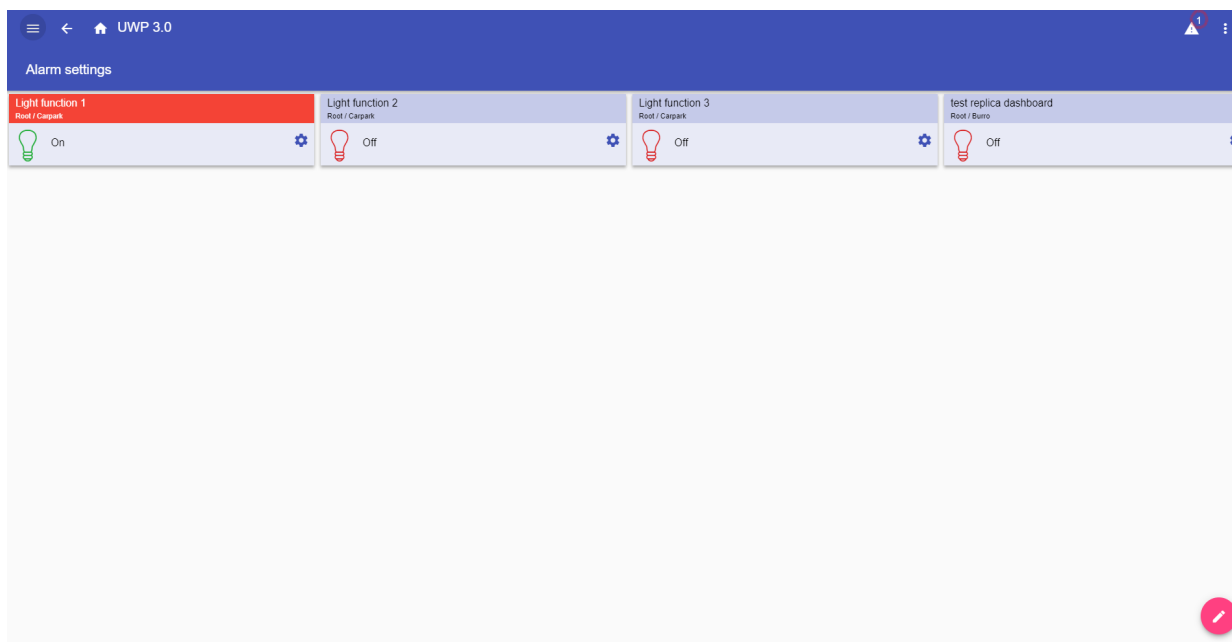 UWP 3.0
1
Alarm settings
Light function 1
Root / Carpark
On
Light function 2
Root / Carpark
Off
Light function 3
Root / Carpark
Off
test replica dashboard
Root / Burro
Off